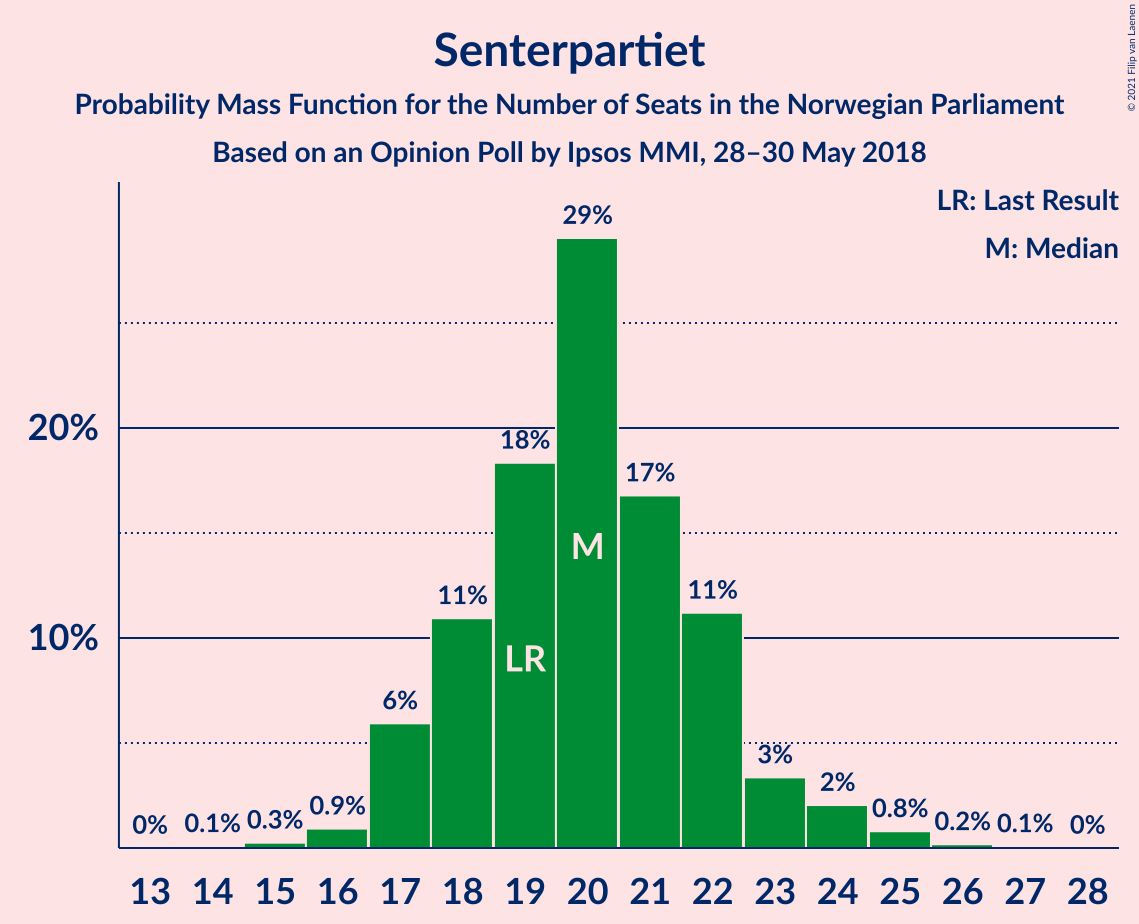 Senterpartiet
Probability Mass Function for the Number of Seats in the Norwegian Parliament
Based on an Opinion Poll by Ipsos MMI, 28–30 May 2018
© 2021 Filip van Laenen
LR: Last Result
M: Median
20%
10%
0%
0.1%
0.3%
0.9%
6%
11%
18%
29%
17%
11%
3%
2%
0.8%
0.2%
0.1%
0%
LR
M
13 14 15 16 17 18 19 20 21 22 23 24 25 26 27 28